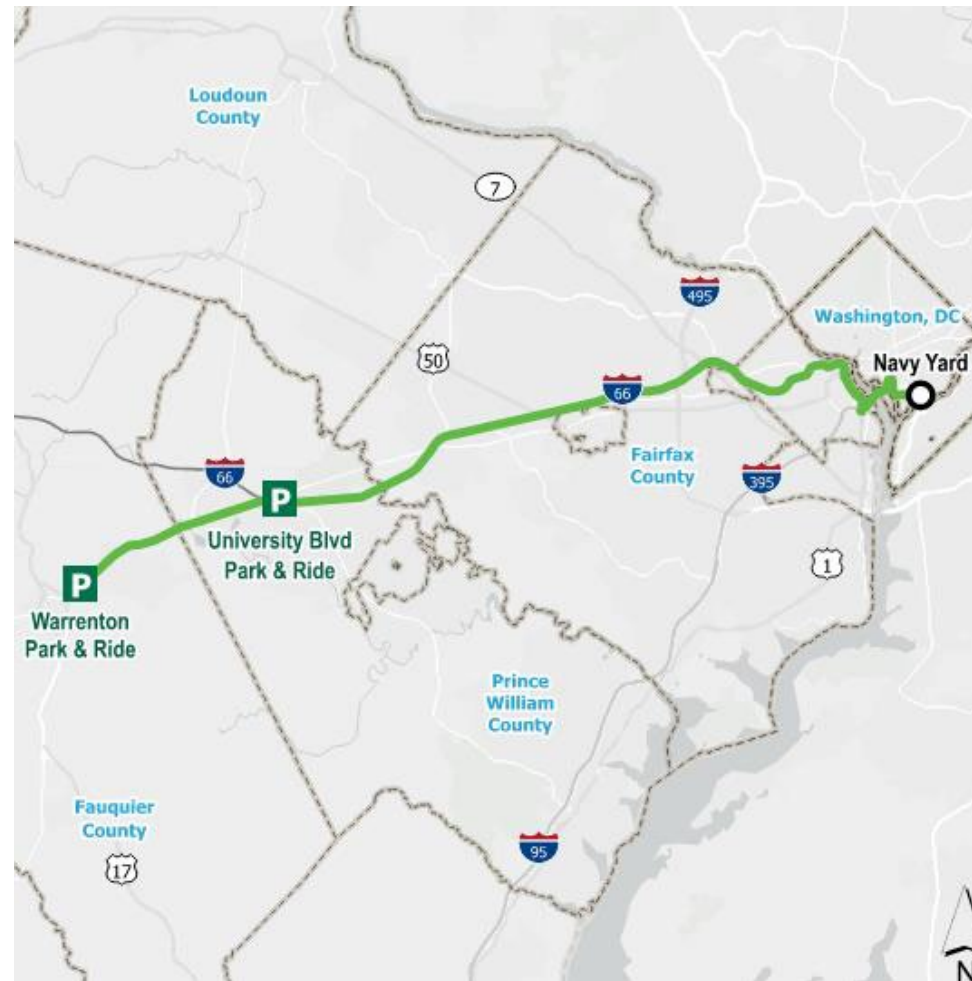 Loudoun
County
7
495
Washington, DC
50
Navy Yard
66
Fairfax
County
395
66
P
University Blvd
Park & Ride
1
P
Warrenton
Park & Ride
Prince
William
County
Fauquier
County
95
17
N